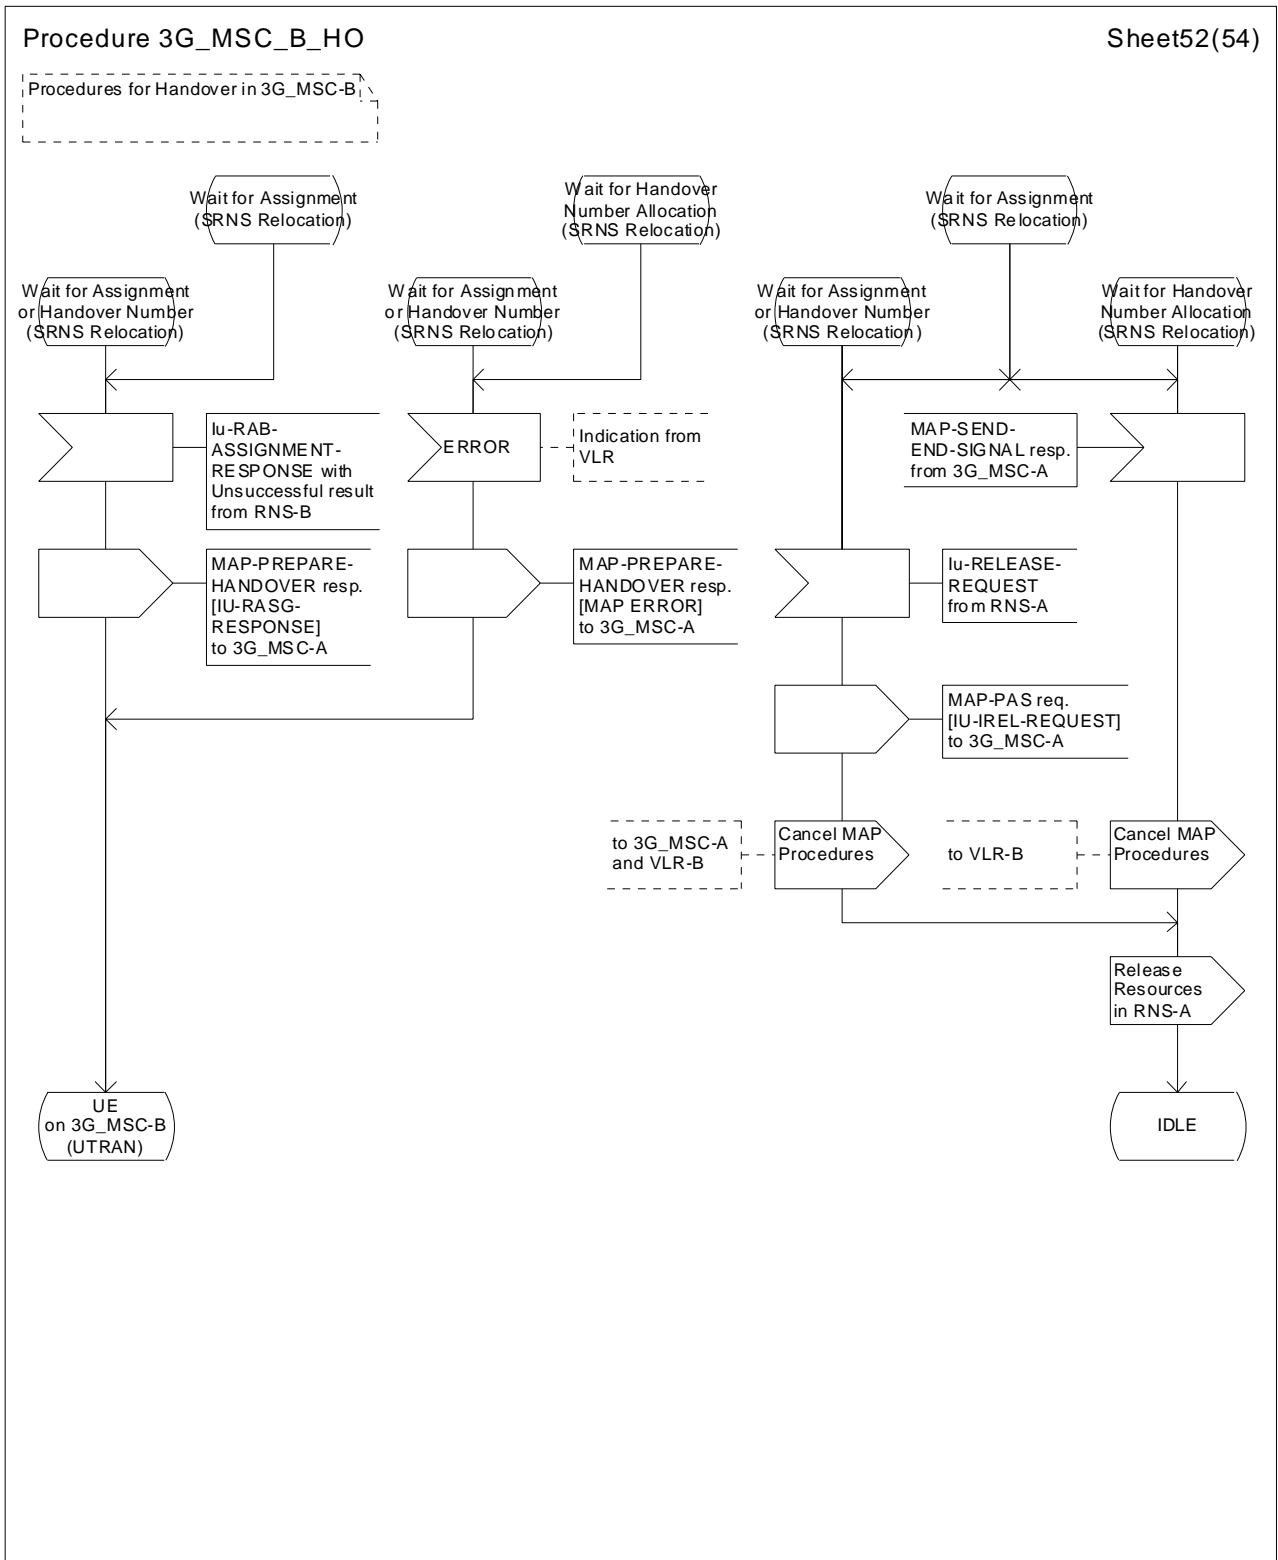 Procedure 3G_MSC_B_HO
Sheet52(54)
Procedures for Handover in 3G_MSC-B
Wait for Assignment
(SRNS Relocation)
Wait for Handover
Number Allocation
(SRNS Relocation)
Wait for Assignment
(SRNS Relocation)
Wait for Assignment
or Handover Number
(SRNS Relocation)
Wait for Assignment
or Handover Number
(SRNS Relocation)
Wait for Assignment
or Handover Number
(SRNS Relocation)
Wait for Handover
Number Allocation
(SRNS Relocation)
Iu-RAB-
ASSIGNMENT-
RESPONSE with
Unsuccessful result
from RNS-B
ERROR
Indication from
VLR
MAP-SEND-
END-SIGNAL resp.
from 3G_MSC-A
MAP-PREPARE-
HANDOVER resp.
[IU-RASG-
RESPONSE]
to 3G_MSC-A
MAP-PREPARE-
HANDOVER resp.
[MAP ERROR]
to 3G_MSC-A
Iu-RELEASE-
REQUEST
from RNS-A
MAP-PAS req.
[IU-IREL-REQUEST]
to 3G_MSC-A
to 3G_MSC-A
and VLR-B
Cancel MAP
Procedures
to VLR-B
Cancel MAP
Procedures
Release
Resources
in RNS-A
UE
on 3G_MSC-B
(UTRAN)
IDLE